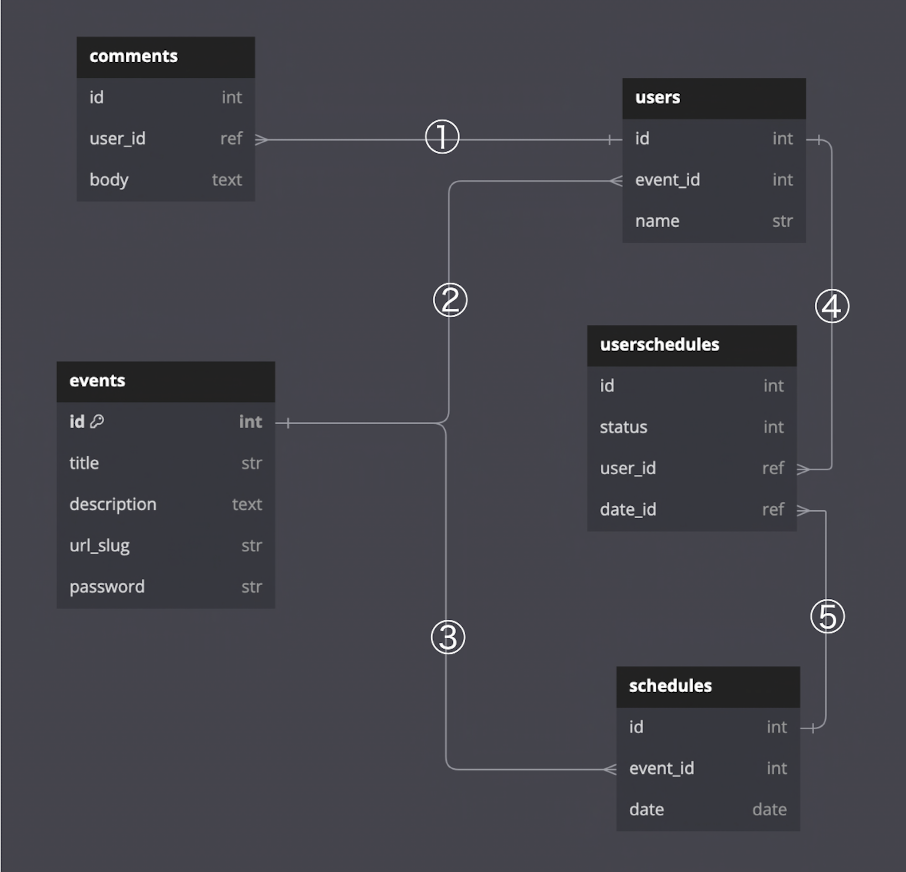 comments
id int
user_id ref
body text
①
users
id int
event_id int
name str
②
④
userschedules
id int
status int
user_id ref
date_id ref
events
id int
title str
description text
url_slug str
password str
③
⑤
schedules
id int
event_id int
date date